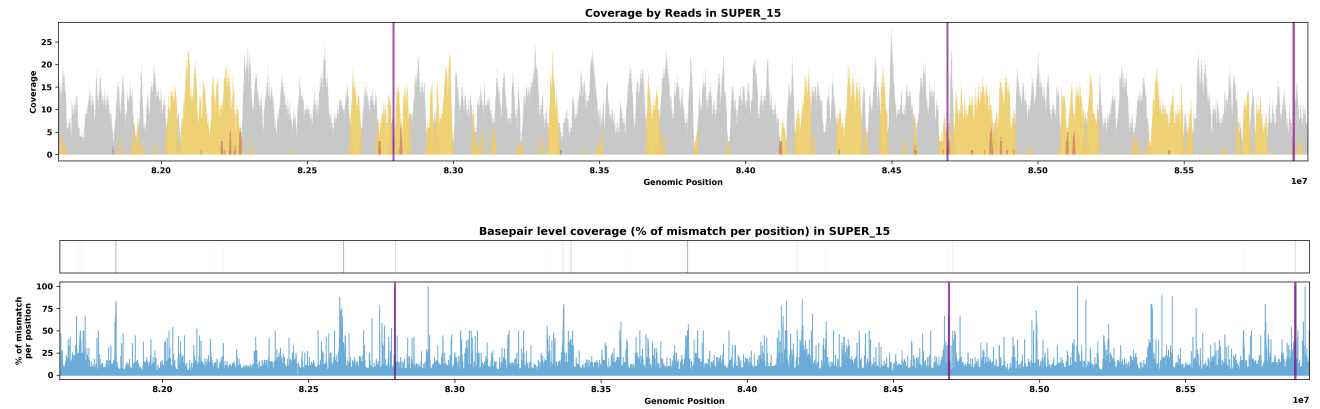 Coverage by Reads in SUPER_15
Coverage
25
20
15
10
5
0
8.20 8.25 8.30 8.35 8.40 8.45 8.50 8.55
1e7
Genomic Position
Basepair level coverage (% of mismatch per position) in SUPER_15
% of mismatch
per position
100
75
50
25
0
8.20 8.25 8.30 8.35 8.40 8.45 8.50 8.55
1e7
Genomic Position